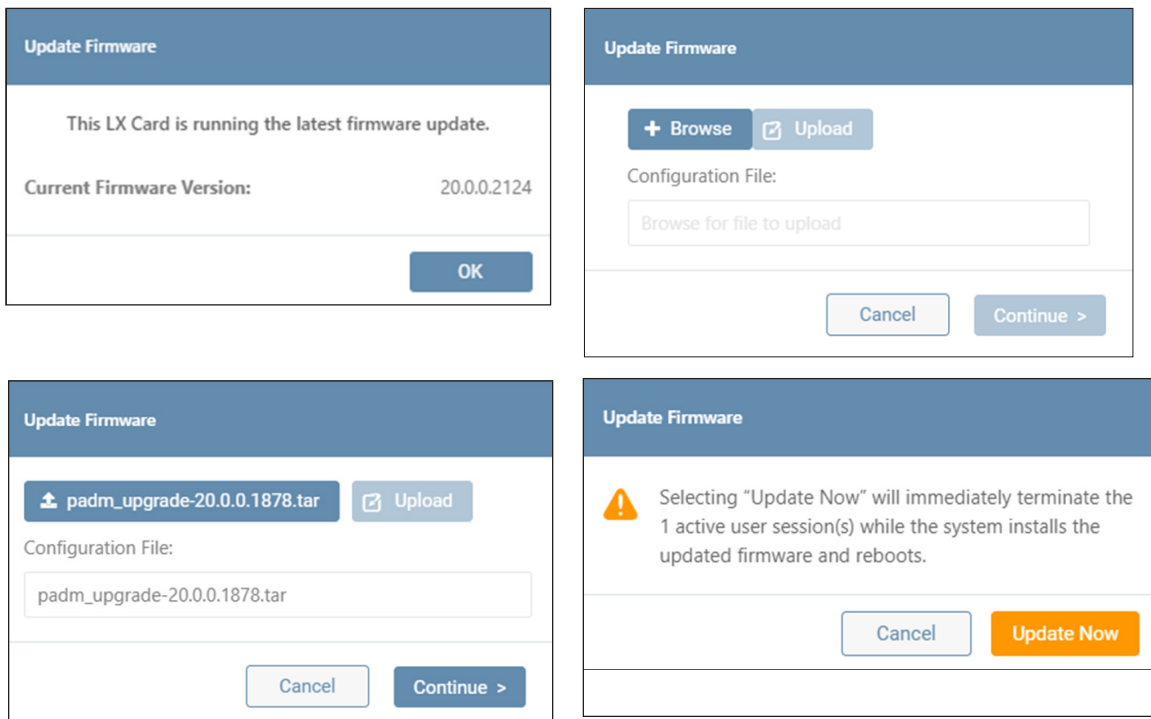 Update Firmware
This LX Card is running the latest firmware update.
Current Firmware Version: 20.0.0.2124
OK
Update Firmware
Browse Upload
Configuration File:
Browse for file to upload
Cancel Continue >
Update Firmware
padm_upgrade-20.0.0.1878.tar Upload
Configuration File:
padm_upgrade-20.0.0.1878.tar
Cancel Continue >
Update Firmware
Selecting “Update Now” will immediately terminate the
1 active user session(s) while the system installs the
updated firmware and reboots.
Cancel Update Now